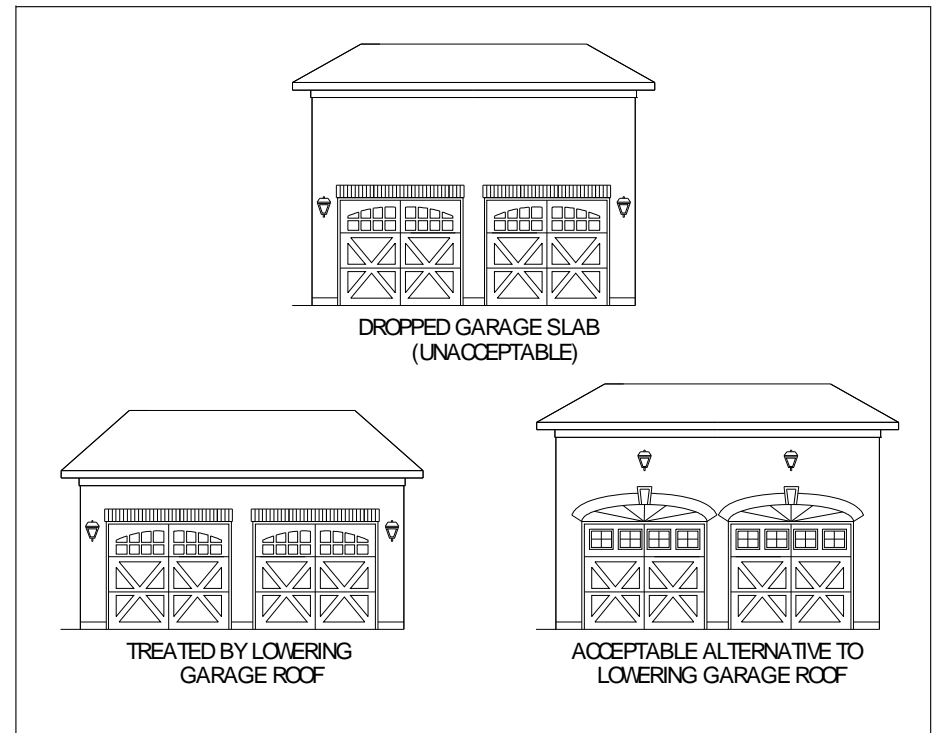 DROPPED GARAGE SLAB
(UNACCEPTABLE)
TREATED BY LOWERING
GARAGE ROOF
ACCEPTABLE ALTERNATIVE TO
LOWERING GARAGE ROOF